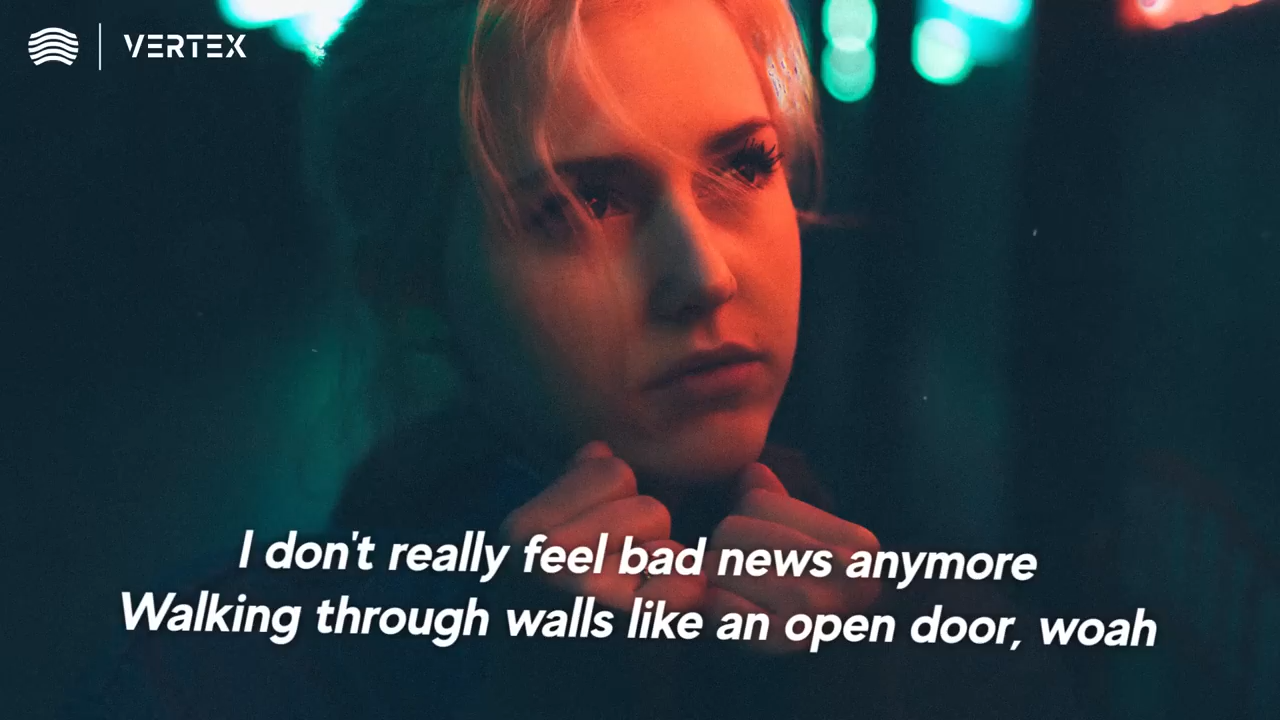 VERTEX
I don't really feel bad news anymore
Walking through walls like an open door, woah